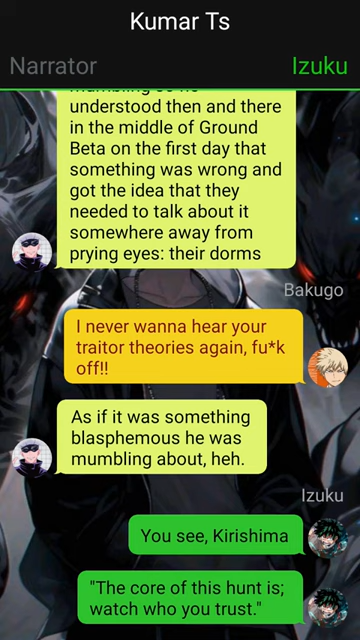 Kumar Ts
Narrator Izuku
understood then and there
in the middle of Ground
Beta on the first day that
something was wrong and
got the idea that they
needed to talk about it
somewhere away from
prying eyes: their dorms
Bakugo
I never wanna hear your
traitor theories again, fu*k
off!!
As if it was something
blasphemous he was
mumbling about, heh.
Izuku
You see, Kirishima
"The core of this hunt is;
watch who you trust."